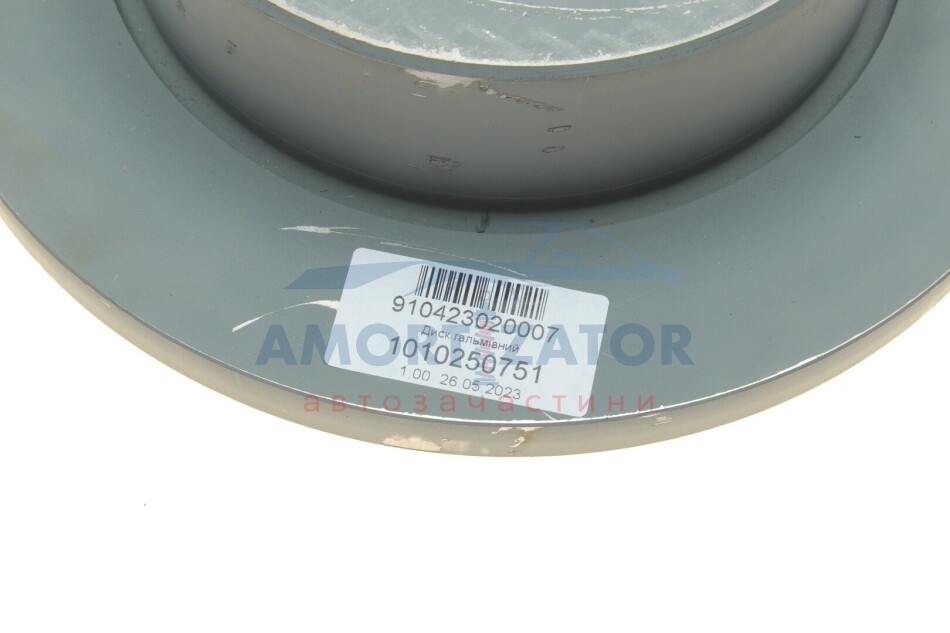 910423020007
Диск гальмівний
1010250751
1.00 26.05.2023
AMORTIZATOR
автозапчастини